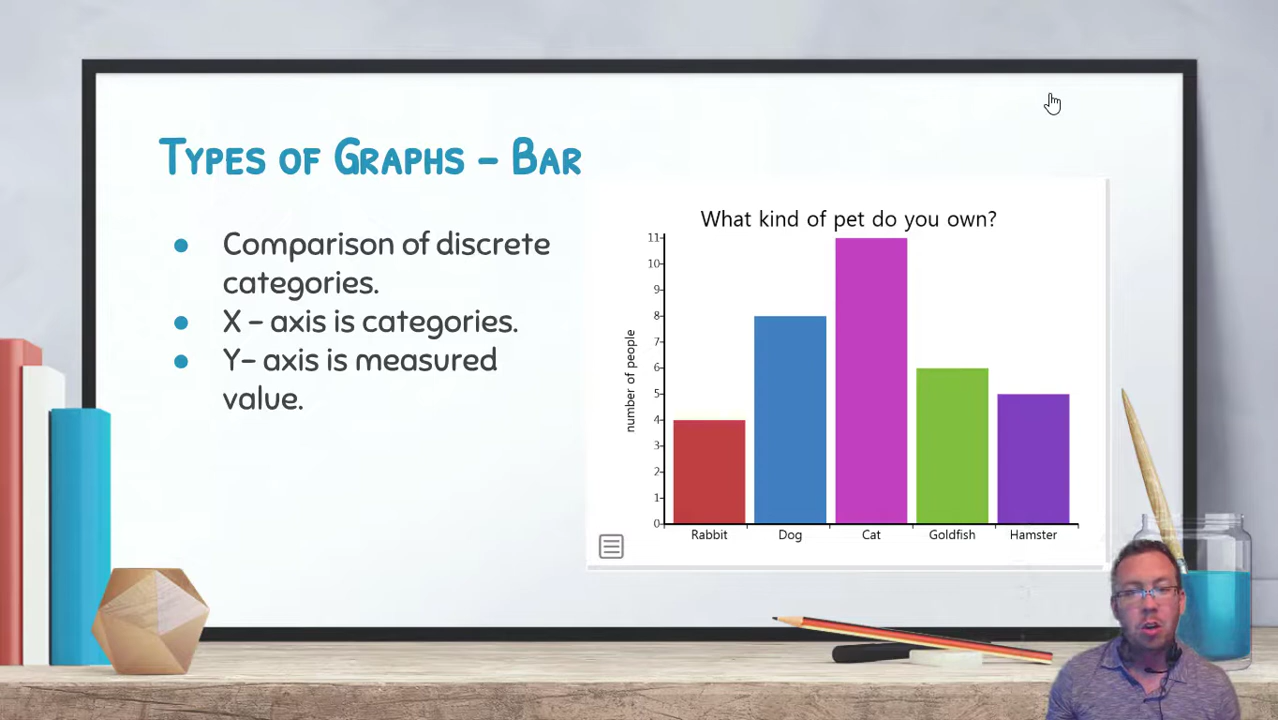 Types of Graphs - Bar
● Comparison of discrete
categories.
● X - axis is categories.
● Y- axis is measured
value.
What kind of pet do you own?
number of people
11
10
9
8
7
6
5
4
3
2
1
0
Rabbit Dog Cat Goldfish Hamster